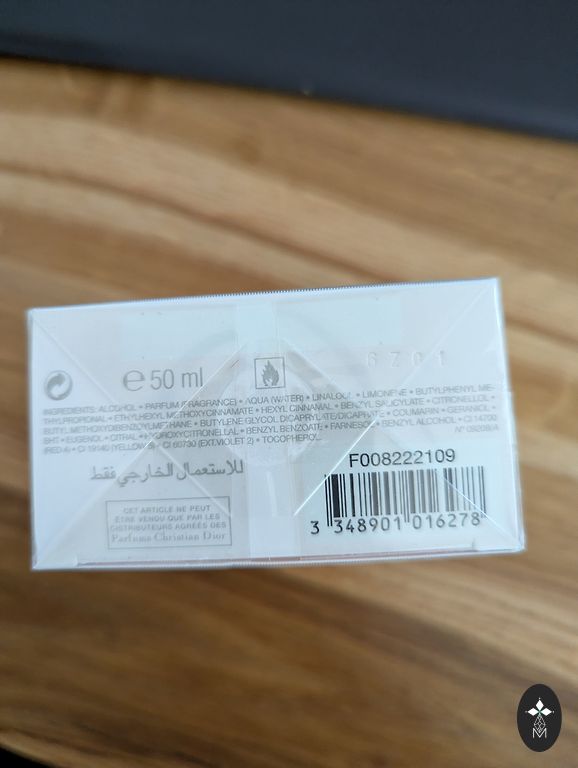 6Z01
℮ 50 ml
INGREDIENTS: ALCOHOL • PARFUM (FRAGRANCE) • AQUA (WATER) • LINALOOL • LIMONENE • BUTYLPHENYL ME-
THYLPROPIONAL • ETHYLHEXYL METHOXYCINNAMATE • HEXYL CINNAMAL • BENZYL SALICYLATE • CITRONELLOL •
BUTYL METHOXYDIBENZOYLMETHANE • BUTYLENE GLYCOL DICAPRYLATE/DICAPRATE • COUMARIN • GERANIOL •
BHT • EUGENOL • CITRAL • HYDROXYCITRONELLAL • BENZYL BENZOATE • FARNESOL • BENZYL ALCOHOL • CI 14700
(RED 4) • CI 19140 (YELLOW 5) • CI 60730 (EXT. VIOLET 2) • TOCOPHEROL. N° 09208/A
للاستعمال الخارجي فقط
CET ARTICLE NE PEUT
ÊTRE VENDU QUE PAR LES
DISTRIBUTEURS AGRÉÉS DES
Parfums Christian Dior
F008222109
3 348901 016278
M